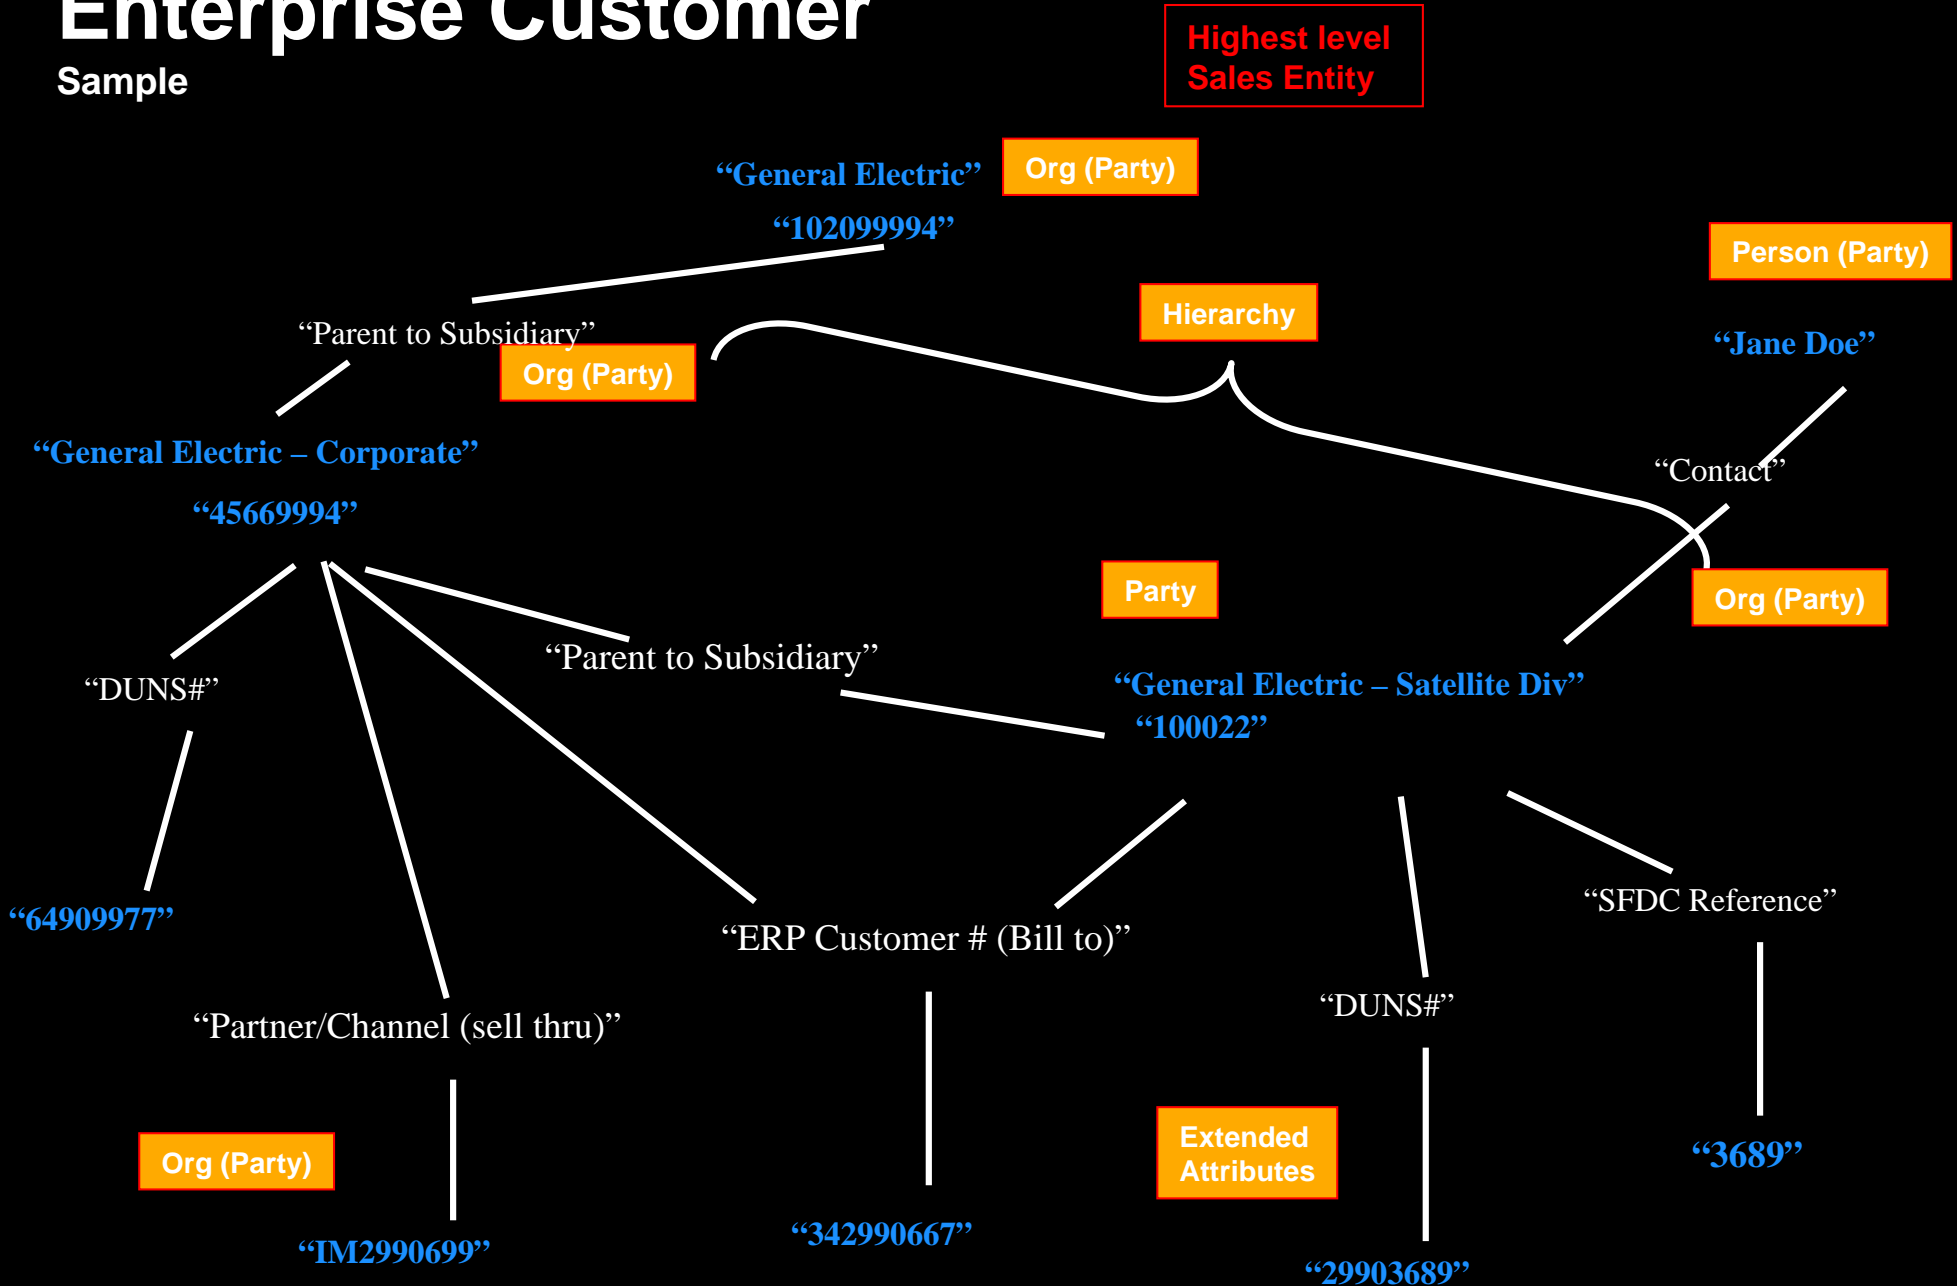 Enterprise Customer
Sample
Highest level
Sales Entity
“General Electric”
Org (Party)
“102099994”
Person (Party)
Hierarchy
“Parent to Subsidiary”
“Jane Doe”
Org (Party)
“General Electric – Corporate”
“Contact”
“45669994”
Party
Org (Party)
“Parent to Subsidiary”
“DUNS#”
“General Electric – Satellite Div”
“100022”
“64909977”
“SFDC Reference”
“ERP Customer # (Bill to)”
“DUNS#”
“Partner/Channel (sell thru)”
Extended
Attributes
“3689”
Org (Party)
“342990667”
“IM2990699”
“29903689”